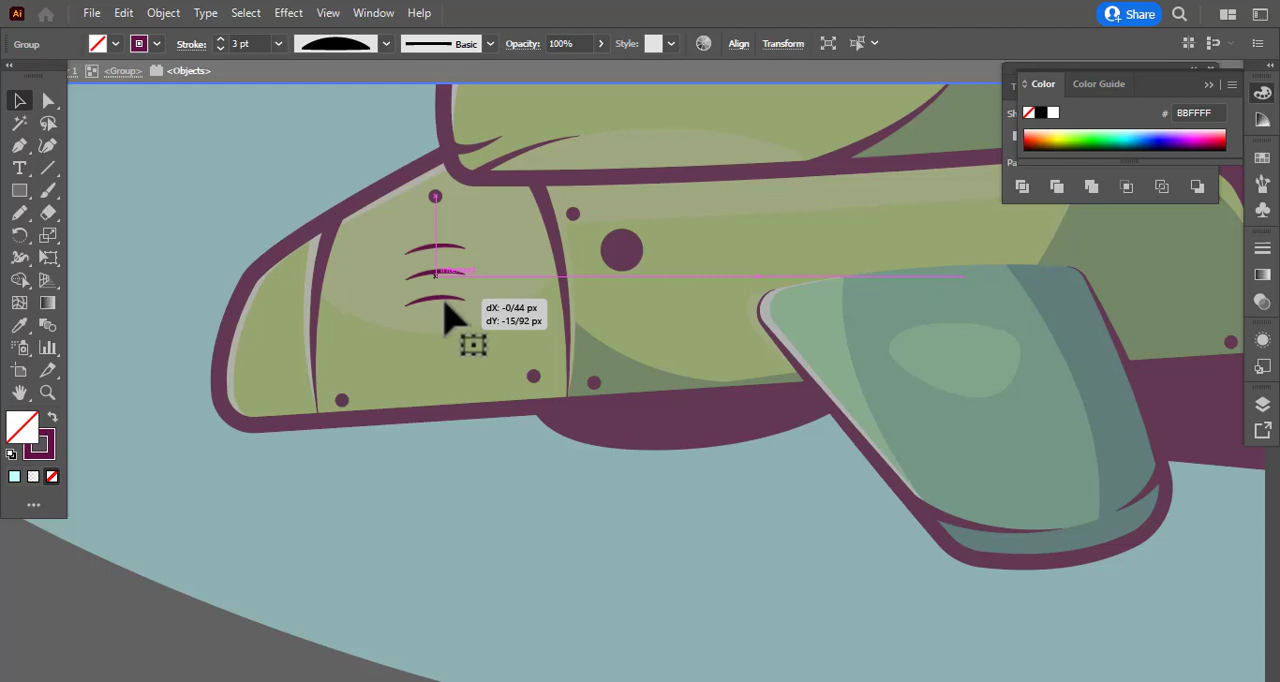 Ai File Edit Object Type Select Effect View Window Help Share
Group Stroke: 3 pt Basic Opacity: 100% Style: Align Transform
1 <Group> <Objects>
Color Color Guide
# BBFFFF
dX: -0/44 px
dY: -15/92 px